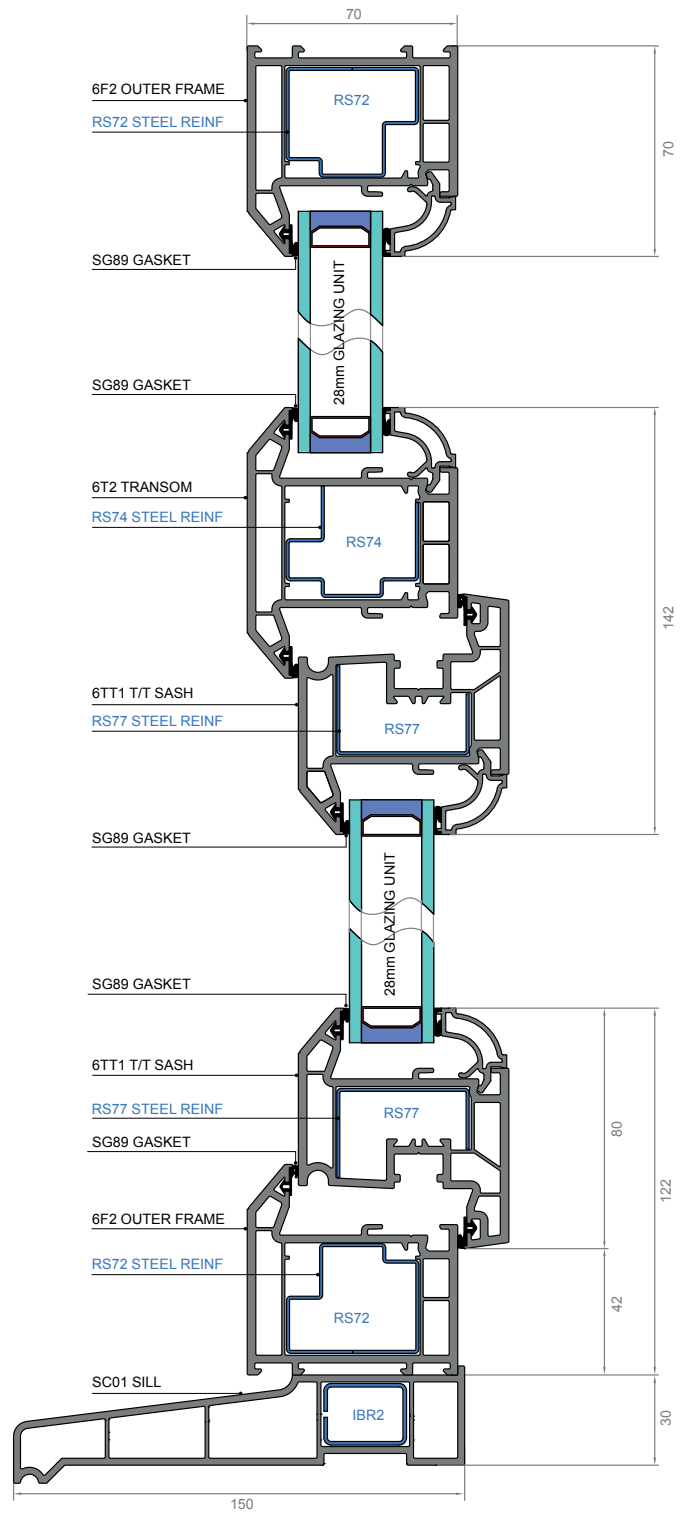 70
6F2 OUTER FRAME
RS72
RS72 STEEL REINF
70
SG89 GASKET
28mm GLAZING UNIT
SG89 GASKET
6T2 TRANSOM
RS74 STEEL REINF
RS74
142
6TT1 T/T SASH
RS77 STEEL REINF
RS77
SG89 GASKET
28mm GLAZING UNIT
SG89 GASKET
6TT1 T/T SASH
RS77 STEEL REINF
RS77
80
SG89 GASKET
122
6F2 OUTER FRAME
RS72 STEEL REINF
42
RS72
SC01 SILL
IBR2
30
150